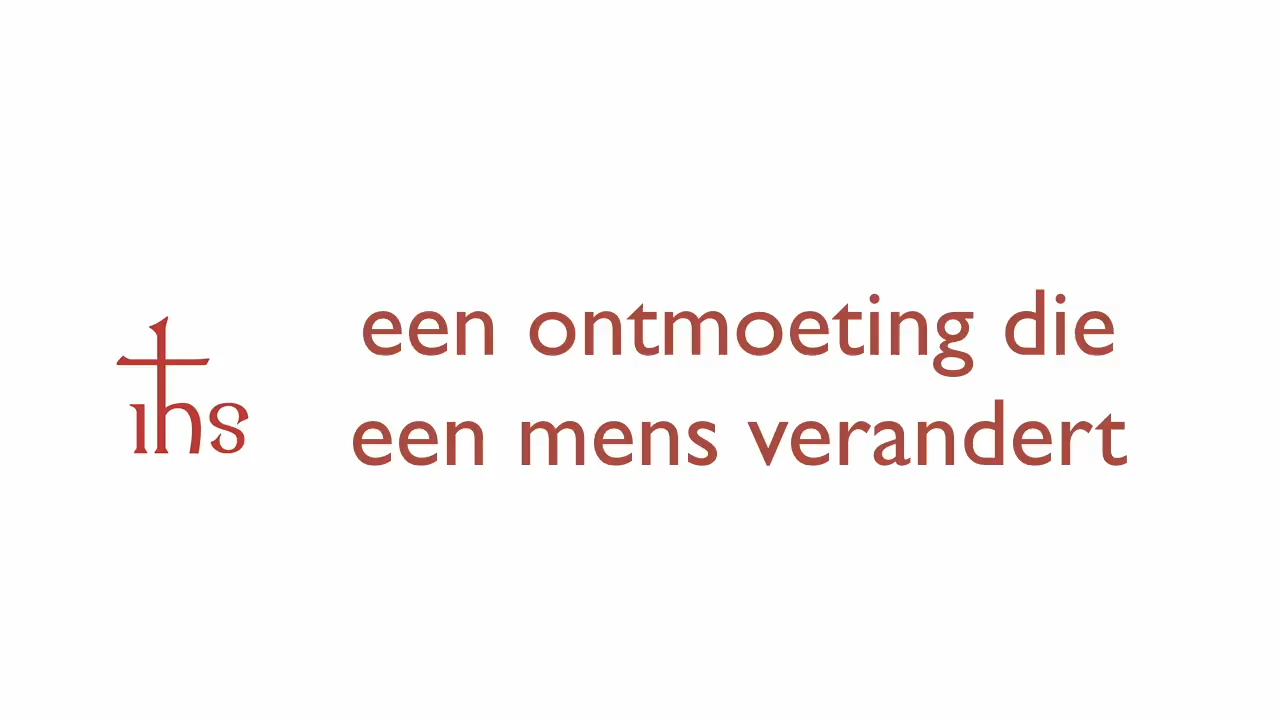 ihs
een ontmoeting die
een mens verandert